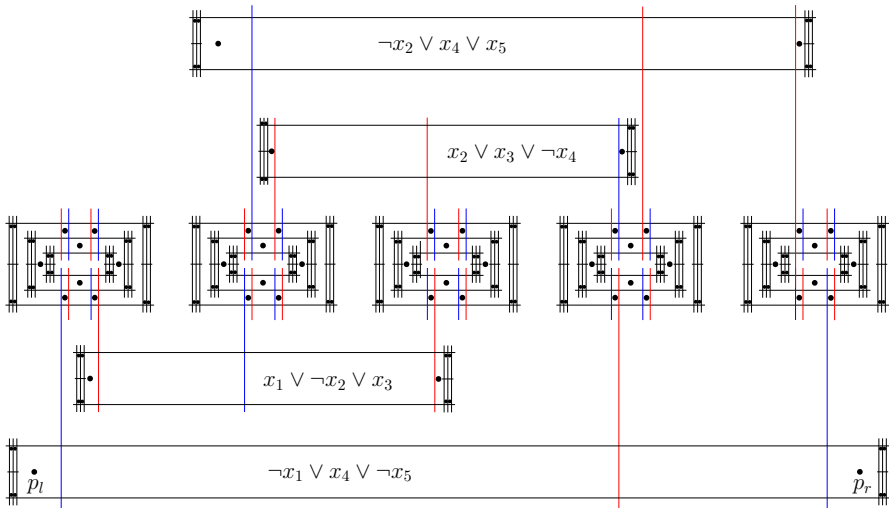 ¬x₂ ∨ x₄ ∨ x₅
x₂ ∨ x₃ ∨ ¬x₄
x₁ ∨ ¬x₂ ∨ x₃
¬x₁ ∨ x₄ ∨ ¬x₅
pₗ pᵣ